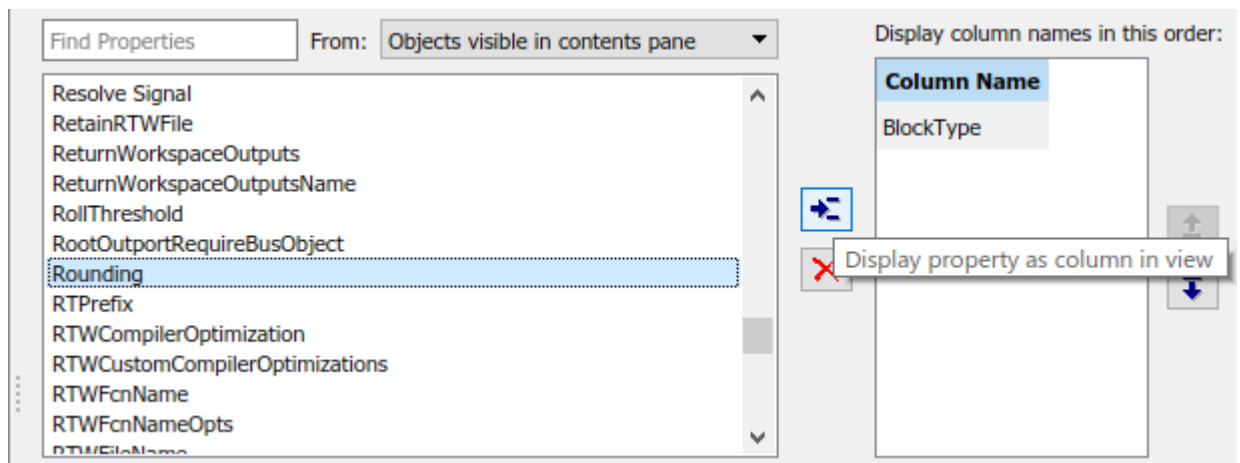 Find Properties
From:
Objects visible in contents pane
Display column names in this order:
Resolve Signal
RetainRTWFile
ReturnWorkspaceOutputs
ReturnWorkspaceOutputsName
RollThreshold
RootOutportRequireBusObject
Rounding
RTPrefix
RTWCompilerOptimization
RTWCustomCompilerOptimizations
RTWFcnName
RTWFcnNameOpts
RTWFileName
Column Name
BlockType
Display property as column in view